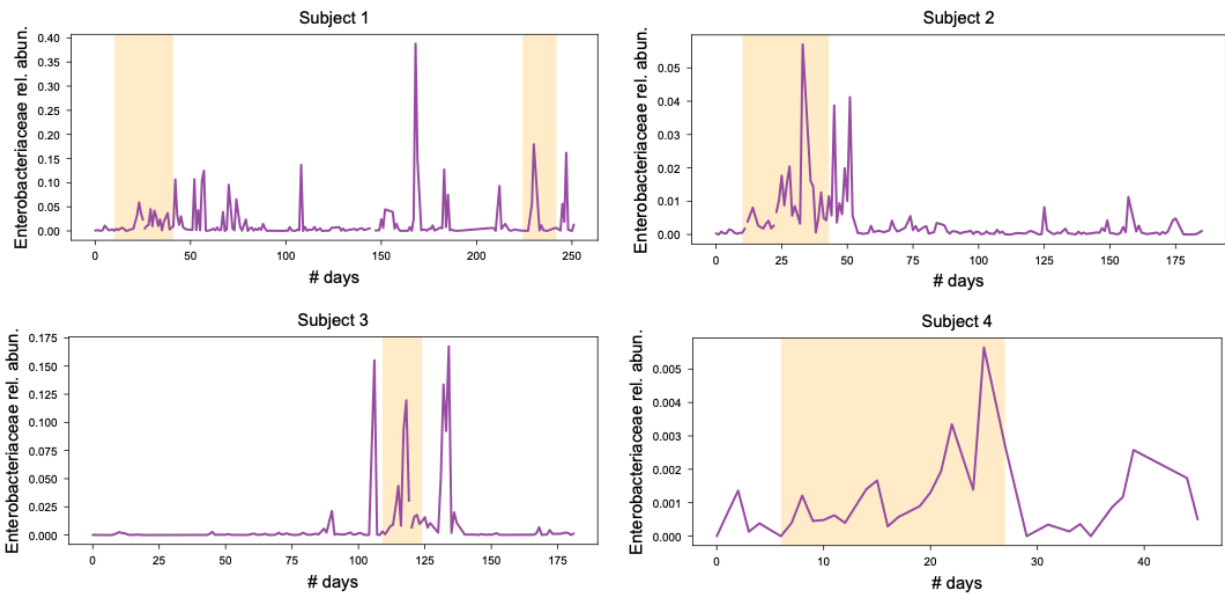 Subject 1
Enterobacteriaceae rel. abun.
0.40
0.35
0.30
0.25
0.20
0.15
0.10
0.05
0.00
0 50 100 150 200 250
# days
Subject 2
Enterobacteriaceae rel. abun.
0.05
0.04
0.03
0.02
0.01
0.00
0 25 50 75 100 125 150 175
# days
Subject 3
Enterobacteriaceae rel. abun.
0.175
0.150
0.125
0.100
0.075
0.050
0.025
0.000
0 25 50 75 100 125 150 175
# days
Subject 4
Enterobacteriaceae rel. abun.
0.005
0.004
0.003
0.002
0.001
0.000
0 10 20 30 40
# days